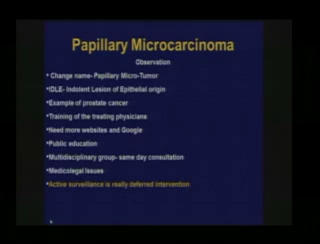 Papillary Microcarcinoma
Observation
• Change name- Papillary Micro-Tumor
• IDLE- Indolent Lesion of Epithelial origin
• Example of prostate cancer
• Training of the treating physicians
• Need more websites and Google
• Public education
• Multidisciplinary group- same day consultation
• Medicolegal Issues
• Active surveillance is really deferred intervention